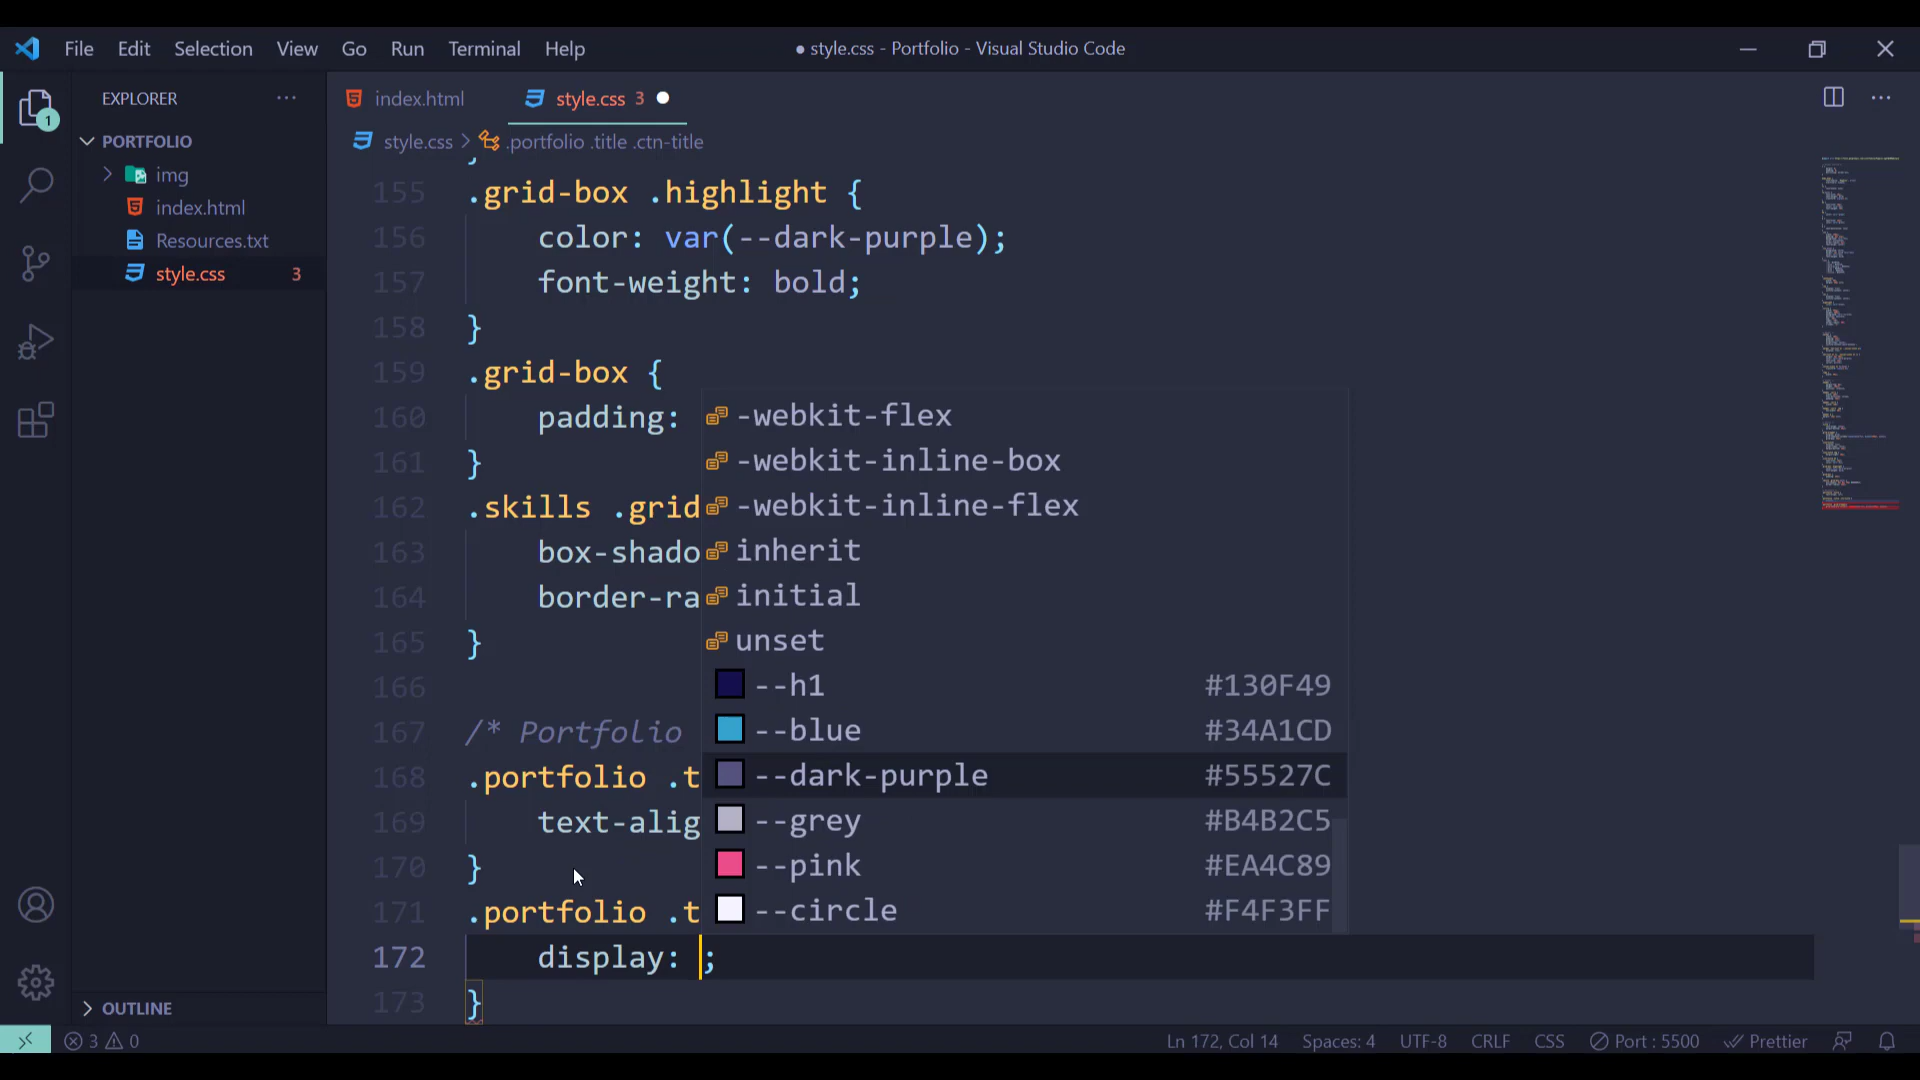 File Edit Selection View Go Run Terminal Help
● style.css - Portfolio - Visual Studio Code
EXPLORER
index.html
style.css 3
1
PORTFOLIO
img
index.html
Resources.txt
style.css 3
OUTLINE
style.css > .portfolio .title .ctn-title
155 .grid-box .highlight {
156 color: var(--dark-purple);
157 font-weight: bold;
158 }
159 .grid-box {
160 padding:
161 }
162 .skills .grid
163 box-shado
164 border-ra
165 }
166
167 /* Portfolio
168 .portfolio .t
169 text-alig
170 }
171 .portfolio .t
172 display: ;
173 }
-webkit-flex
-webkit-inline-box
-webkit-inline-flex
inherit
initial
unset
--h1 #130F49
--blue #34A1CD
--dark-purple #55527C
--grey #B4B2C5
--pink #EA4C89
--circle #F4F3FF
3 0 Ln 172, Col 14 Spaces: 4 UTF-8 CRLF CSS Port : 5500 Prettier